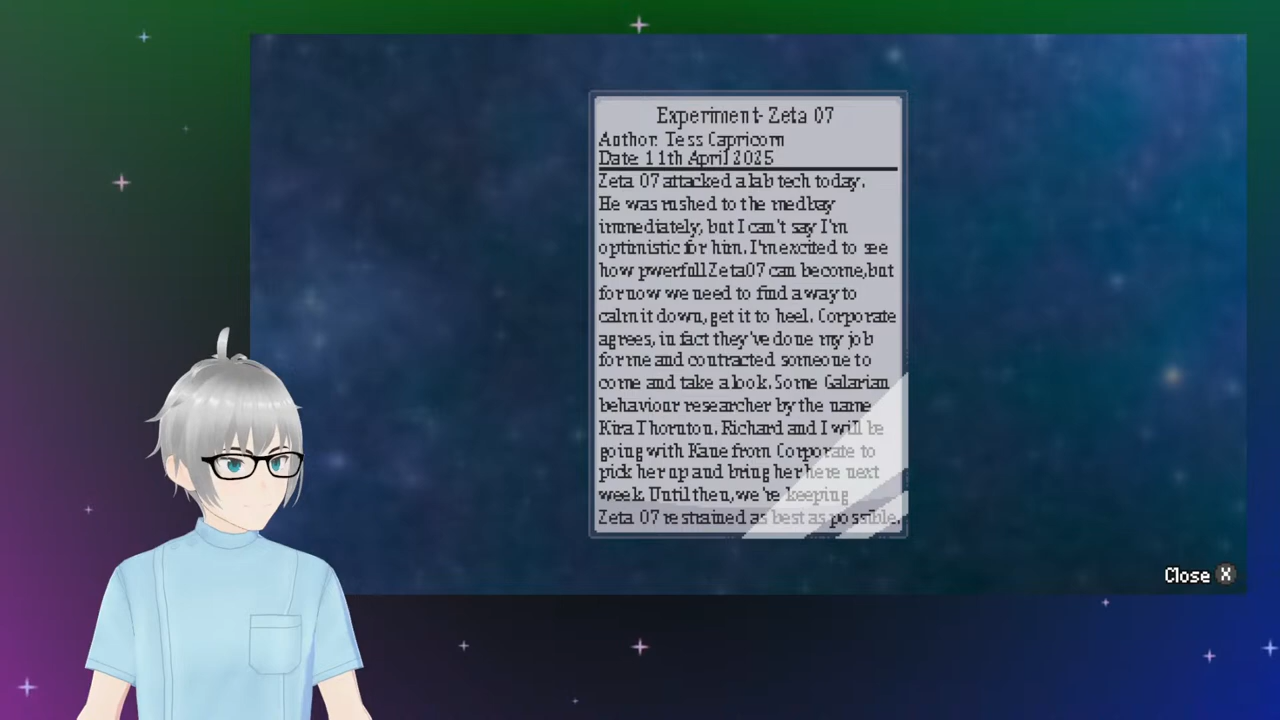 Experiment- Zeta 07
Author: Tess Capricorn
Date: 11th April 2025
Zeta 07 attacked a lab tech today.
He was rushed to the medbay
immediately, but I can't say I'm
optimistic for him. I'm excited to see
how pwerfull Zeta07 can become,but
for now we need to find a way to
calm it down, get it to heel. Corporate
agrees, in fact they've done my job
for me and contracted someone to
come and take a look. Some Galarian
behaviour researcher by the name
Kira Thornton. Richard and I will be
going with Kane from Corporate to
pick her up and bring her here next
week. Until then, we're keeping
Zeta 07 restrained as best as possible.
Close X